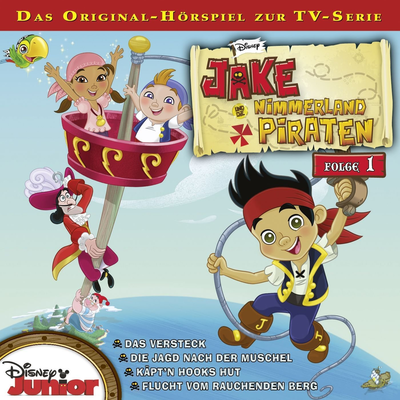 DAS ORIGINAL-HÖRSPIEL ZUR TV-SERIE
Disney
JAKE
UND DIE
NIMMERLAND
PIRATEN
FOLGE 1
DAS VERSTECK
DIE JAGD NACH DER MUSCHEL
KÄPT'N HOOKS HUT
FLUCHT VOM RAUCHENDEN BERG
Disney
Junior